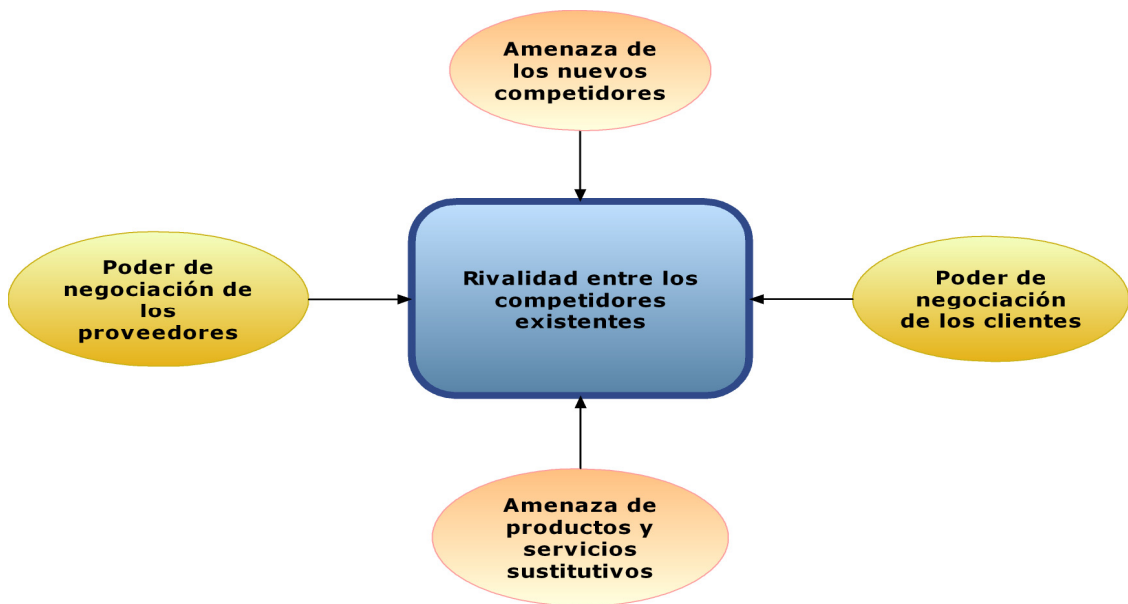 Amenaza de
los nuevos
competidores
Poder de
negociación de
los
proveedores
Rivalidad entre los
competidores
existentes
Poder de
negociación
de los clientes
Amenaza de
productos y
servicios
sustitutivos